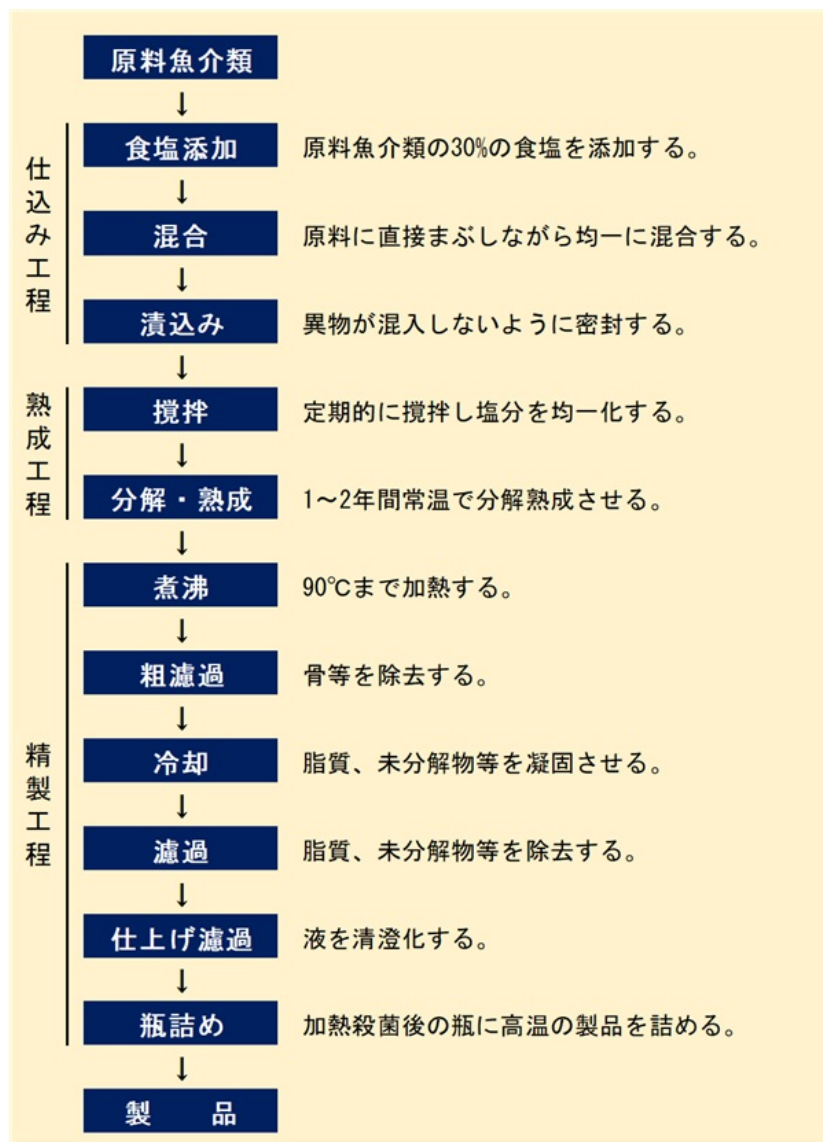 原料魚介類
↓
仕込み工程
食塩添加 原料魚介類の30%の食塩を添加する。
↓
混合 原料に直接まぶしながら均一に混合する。
↓
漬込み 異物が混入しないように密封する。
↓
熟成工程
撹拌 定期的に撹拌し塩分を均一化する。
↓
分解・熟成 1～2年間常温で分解熟成させる。
↓
精製工程
煮沸 90℃まで加熱する。
↓
粗濾過 骨等を除去する。
↓
冷却 脂質、未分解物等を凝固させる。
↓
濾過 脂質、未分解物等を除去する。
↓
仕上げ濾過 液を清澄化する。
↓
瓶詰め 加熱殺菌後の瓶に高温の製品を詰める。
↓
製　品